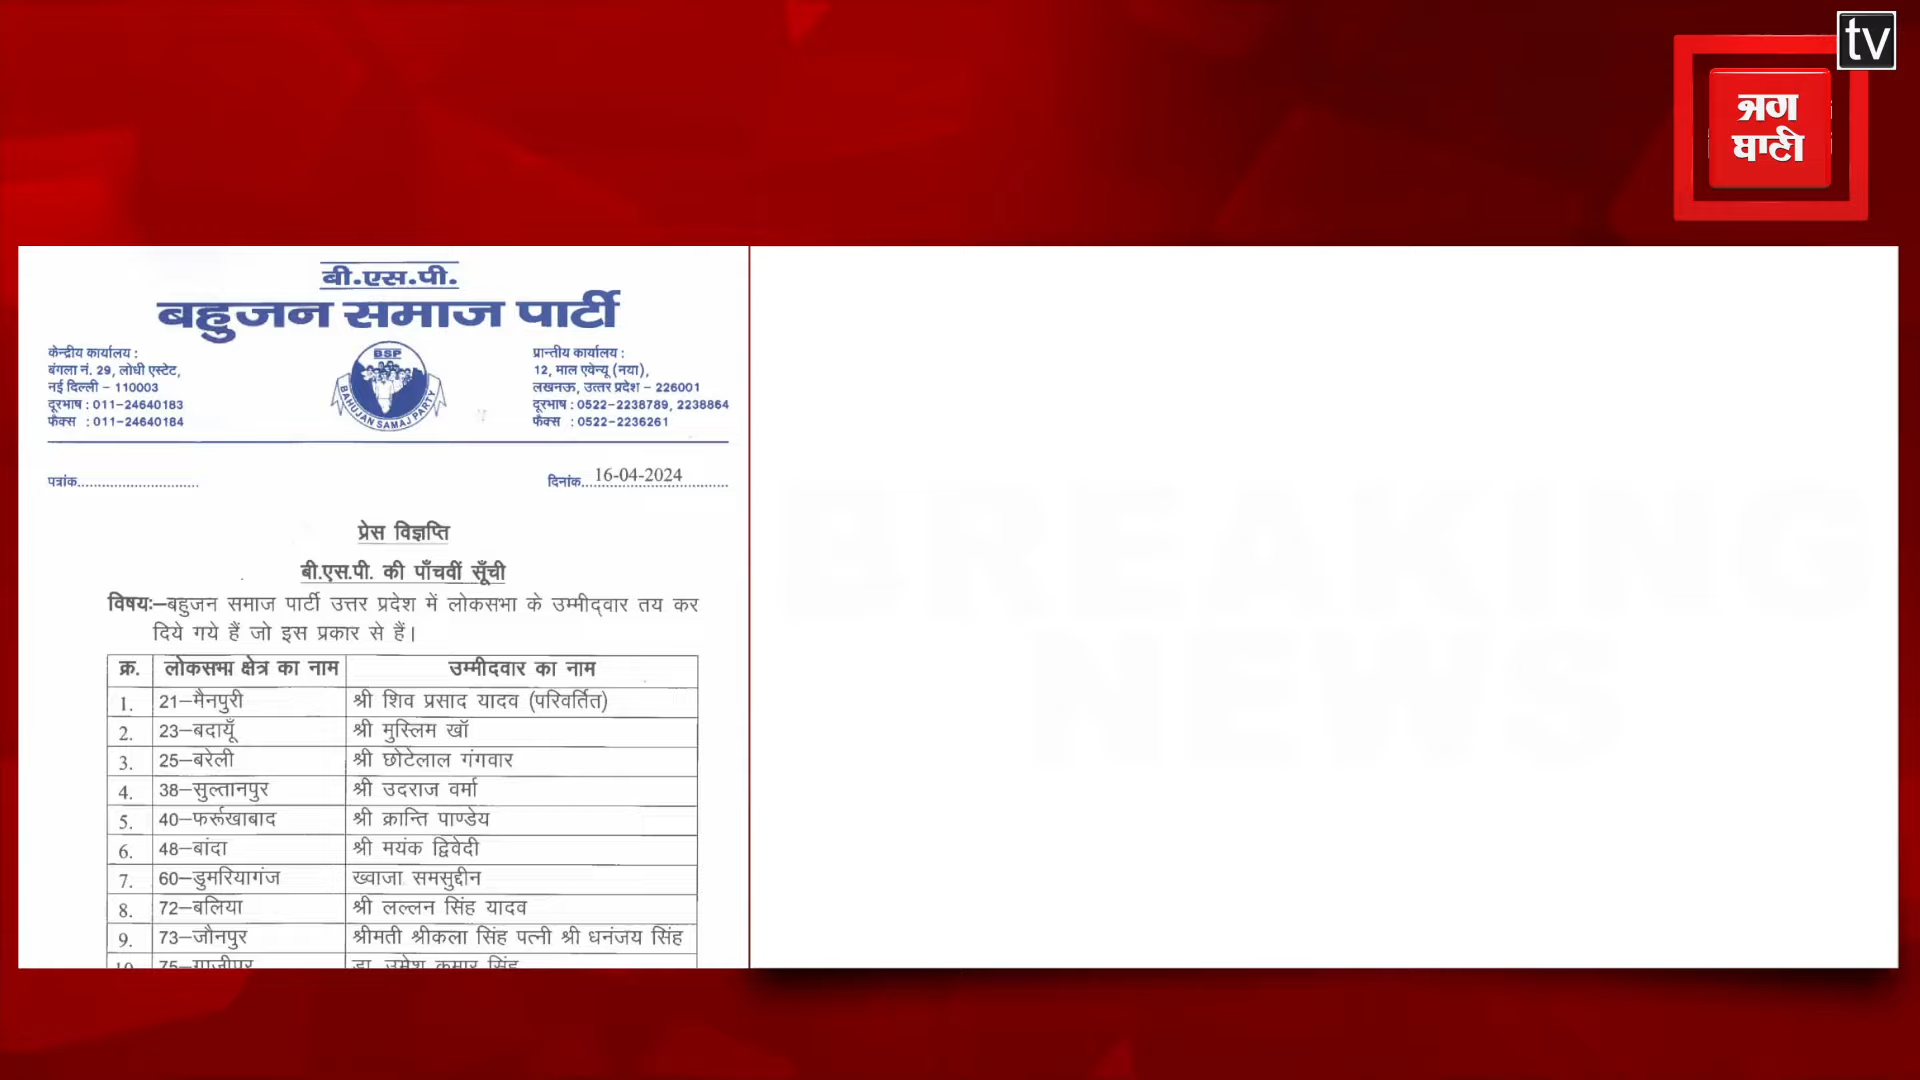 tv
ਜਗ
ਬਾਣੀ
बी.एस.पी.
बहुजन समाज पार्टी
केन्द्रीय कार्यालय :
बंगला नं. 29, लोधी एस्टेट,
नई दिल्ली – 110003
दूरभाष : 011–24640183
फैक्स : 011–24640184
BSP
BAHUJAN SAMAJ PARTY
प्रान्तीय कार्यालय :
12, माल एवेन्यू (नया),
लखनऊ, उत्तर प्रदेश – 226001
दूरभाष : 0522–2238789, 2238864
फैक्स : 0522–2236261
पत्रांक.............................
दिनांक...16-04-2024...........
प्रेस विज्ञप्ति
बी.एस.पी. की पाँचवीं सूँची
विषयः–बहुजन समाज पार्टी उत्तर प्रदेश में लोकसभा के उम्मीद्वार तय कर
दिये गये हैं जो इस प्रकार से हैं।
क्र. लोकसभा क्षेत्र का नाम उम्मीदवार का नाम
1. 21–मैनपुरी श्री शिव प्रसाद यादव (परिवर्तित)
2. 23–बदायूँ श्री मुस्लिम खॉ
3. 25–बरेली श्री छोटेलाल गंगवार
4. 38–सुल्तानपुर श्री उदराज वर्मा
5. 40–फर्रूखाबाद श्री क्रान्ति पाण्डेय
6. 48–बांदा श्री मयंक द्विवेदी
7. 60–डुमरियागंज ख्वाजा समसुद्दीन
8. 72–बलिया श्री लल्लन सिंह यादव
9. 73–जौनपुर श्रीमती श्रीकला सिंह पत्नी श्री धनंजय सिंह
10. 75–गाजीपुर डा. उमेश कुमार सिंह
BREAKING
NEWS